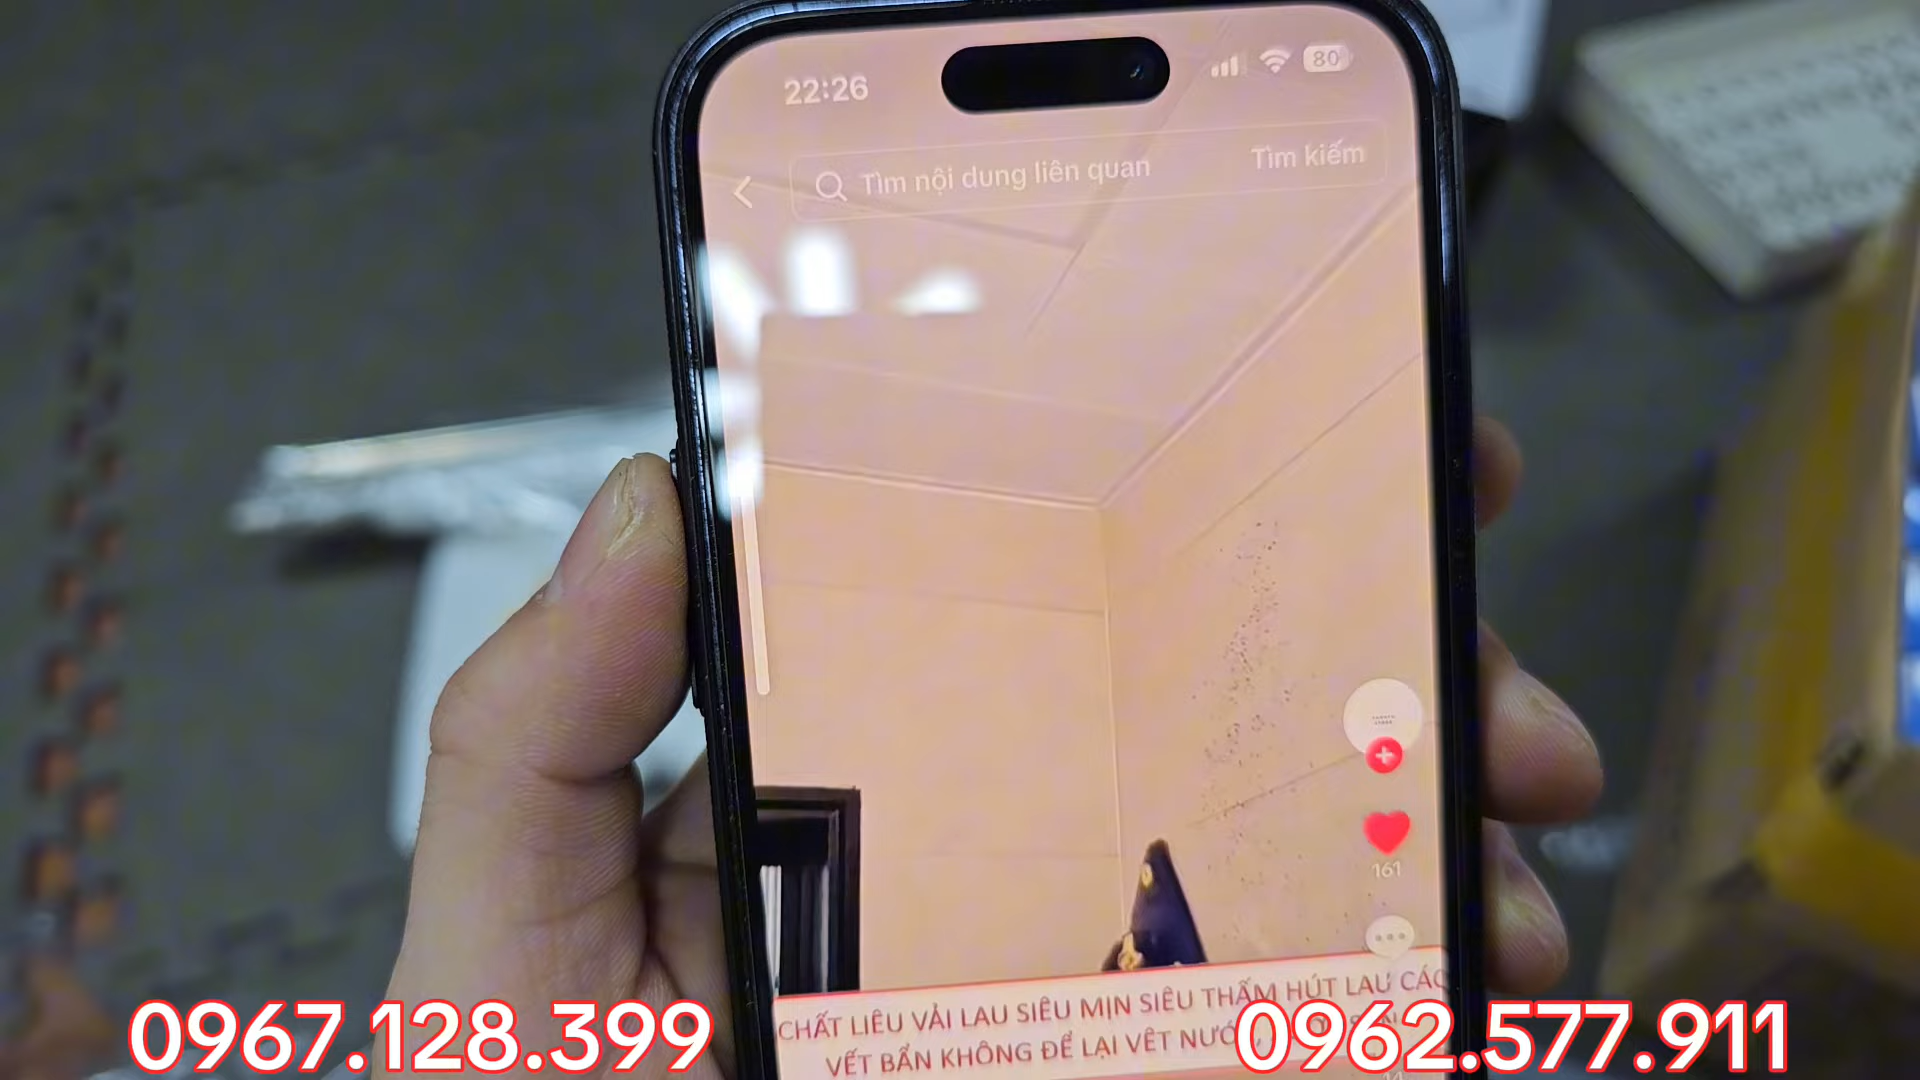 22:26
80
Tìm nội dung liên quan
Tìm kiếm
161
CHẤT LIỆU VẢI LAU SIÊU MỊN SIÊU THẤM HÚT LAU CÁC
VẾT BẨN KHÔNG ĐỂ LẠI VẾT NƯỚC
0967.128.399
0962.577.911
14